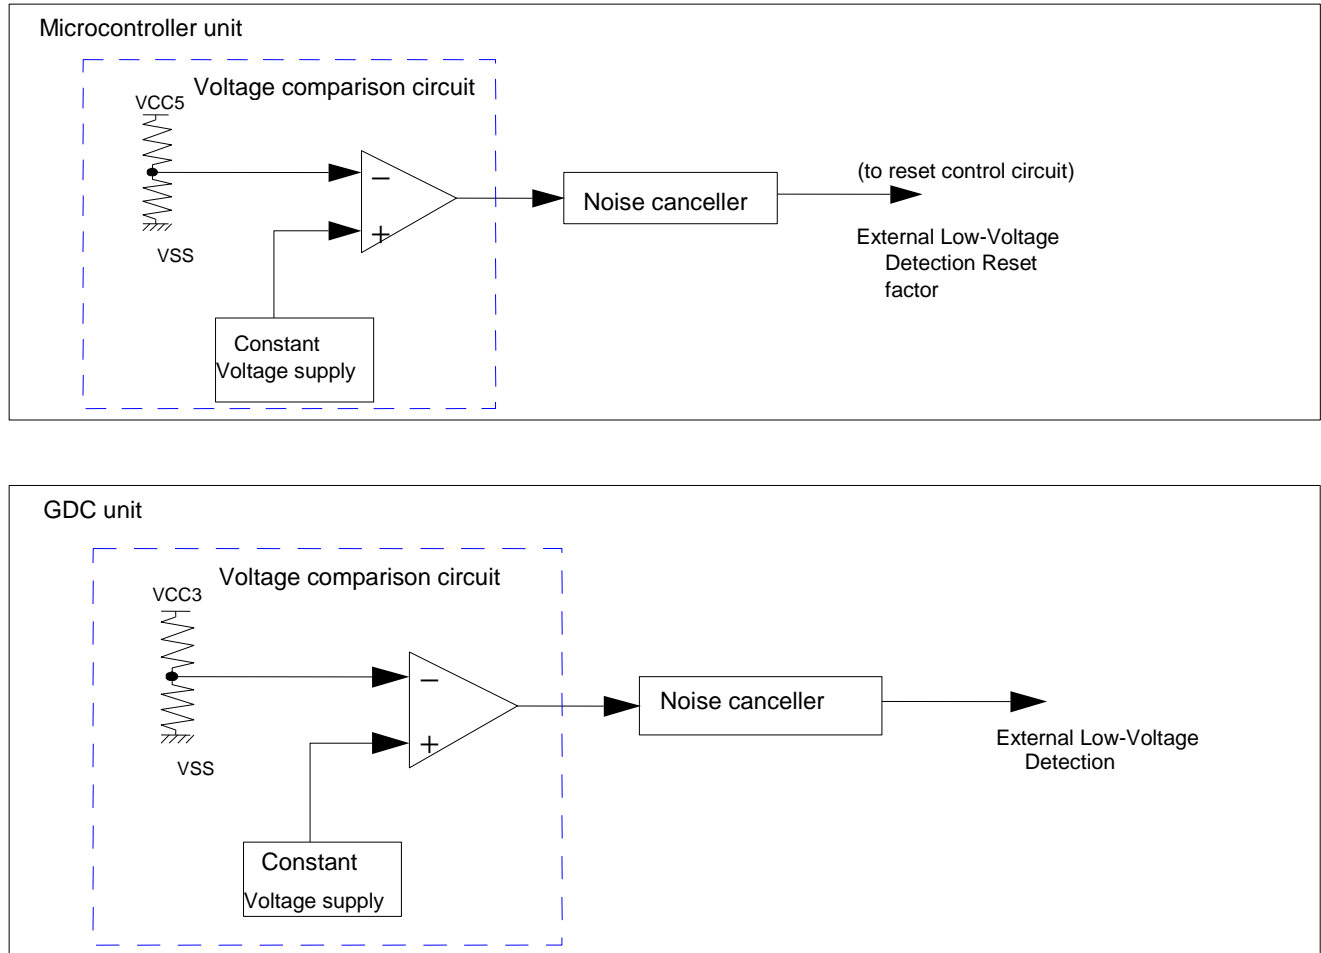 Microcontroller unit
Voltage comparison circuit
VCC5
−
+
VSS
Constant
Voltage supply
Noise canceller
(to reset control circuit)
External Low-Voltage
Detection Reset
factor
GDC unit
Voltage comparison circuit
VCC3
−
+
VSS
Constant
Voltage supply
Noise canceller
External Low-Voltage
Detection